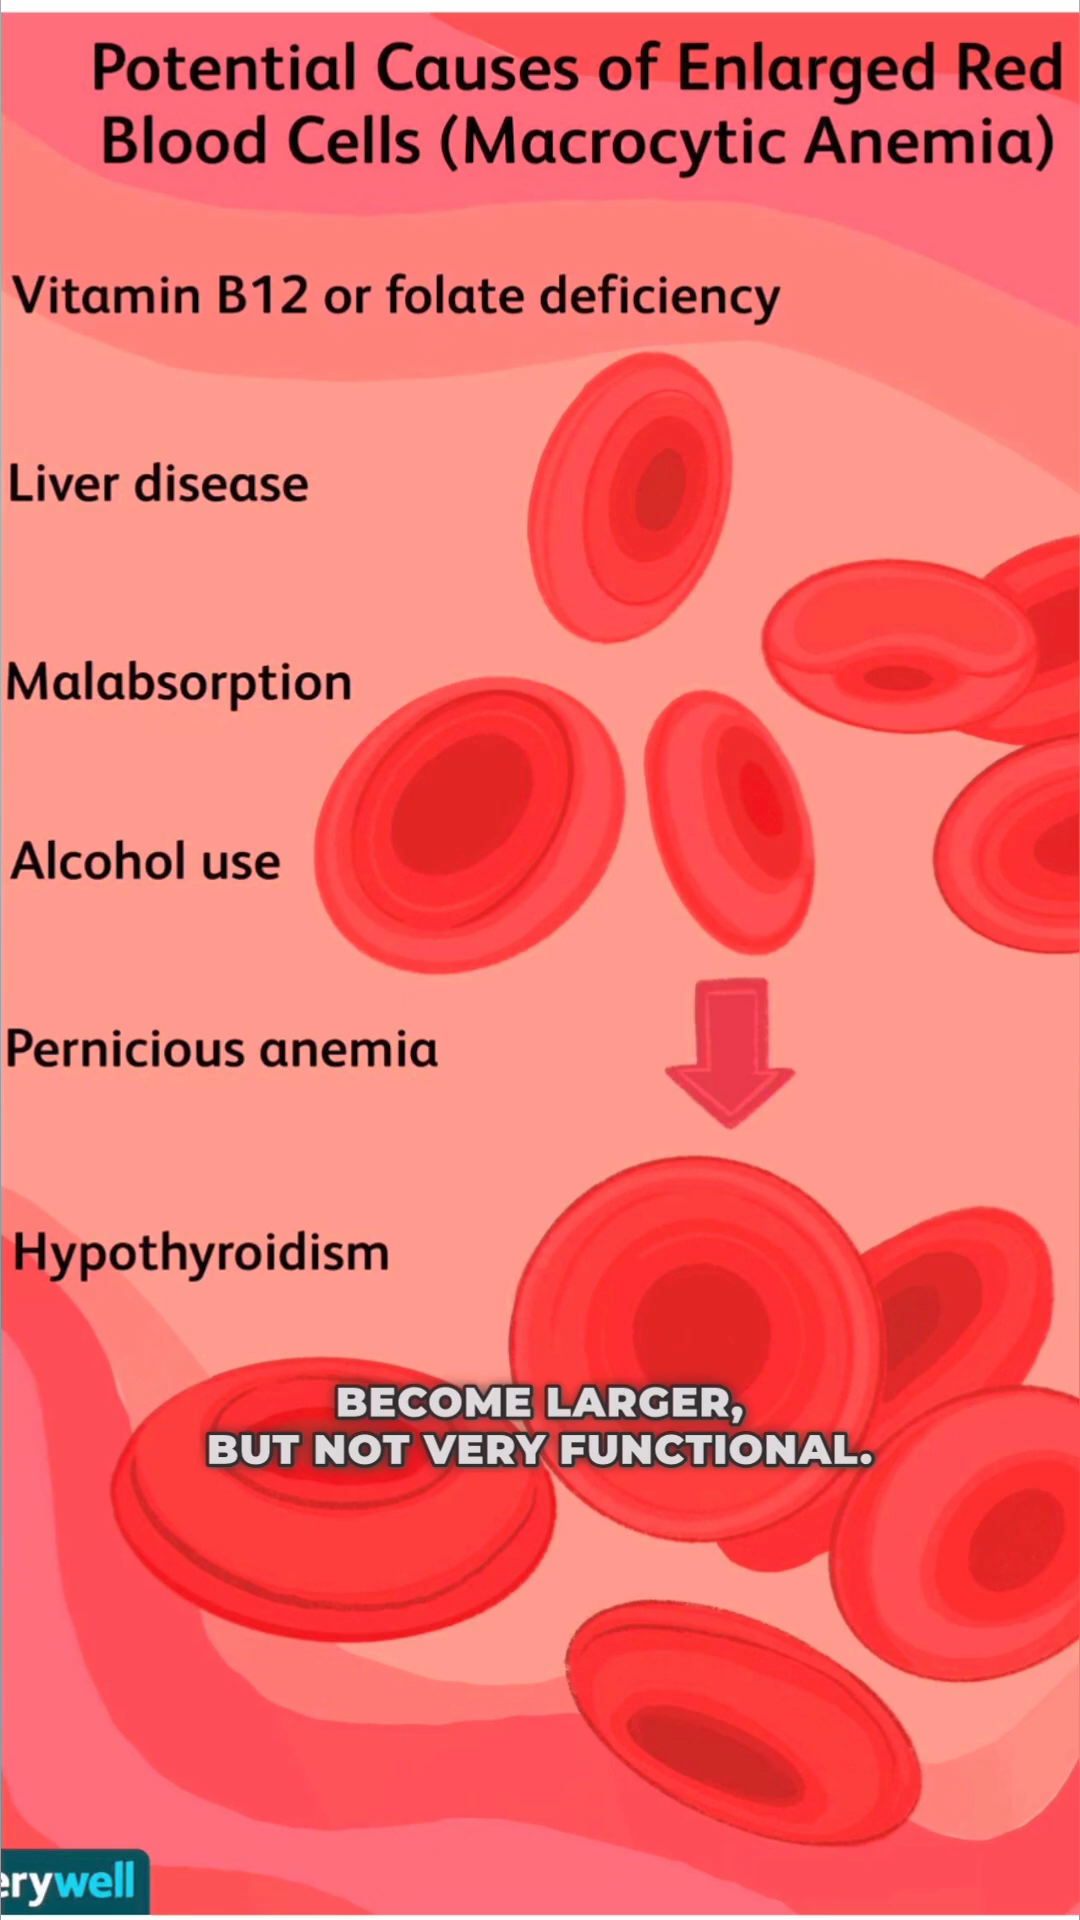 Potential Causes of Enlarged Red
Blood Cells (Macrocytic Anemia)
Vitamin B12 or folate deficiency
Liver disease
Malabsorption
Alcohol use
Pernicious anemia
Hypothyroidism
BECOME LARGER,
BUT NOT VERY FUNCTIONAL.
erywell